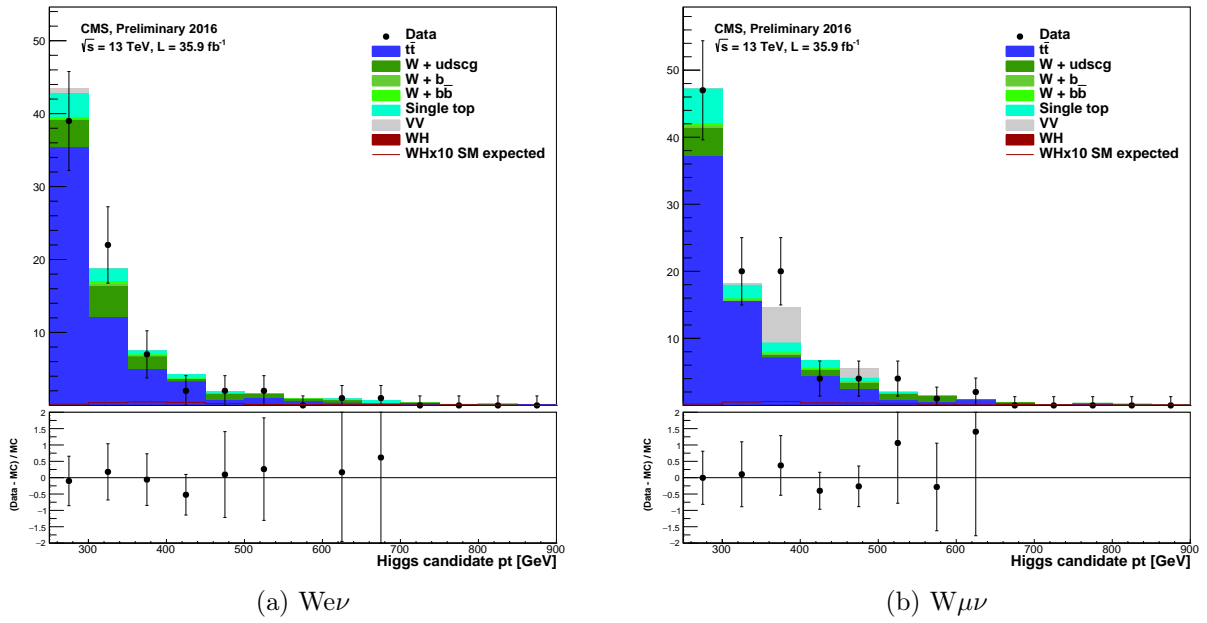 CMS, Preliminary 2016
√s = 13 TeV, L = 35.9 fb⁻¹
Data
tt̅
W + udscg
W + b
W + bb̅
Single top
VV
WH
WHx10 SM expected
50
40
30
20
10
2
1.5
1
0.5
0
−0.5
−1
−1.5
−2
(Data - MC) / MC
300 400 500 600 700 800 900
Higgs candidate pt [GeV]
(a) Weν
CMS, Preliminary 2016
√s = 13 TeV, L = 35.9 fb⁻¹
Data
tt̅
W + udscg
W + b
W + bb̅
Single top
VV
WH
WHx10 SM expected
50
40
30
20
10
2
1.5
1
0.5
0
−0.5
−1
−1.5
−2
(Data - MC) / MC
300 400 500 600 700 800 900
Higgs candidate pt [GeV]
(b) Wμν